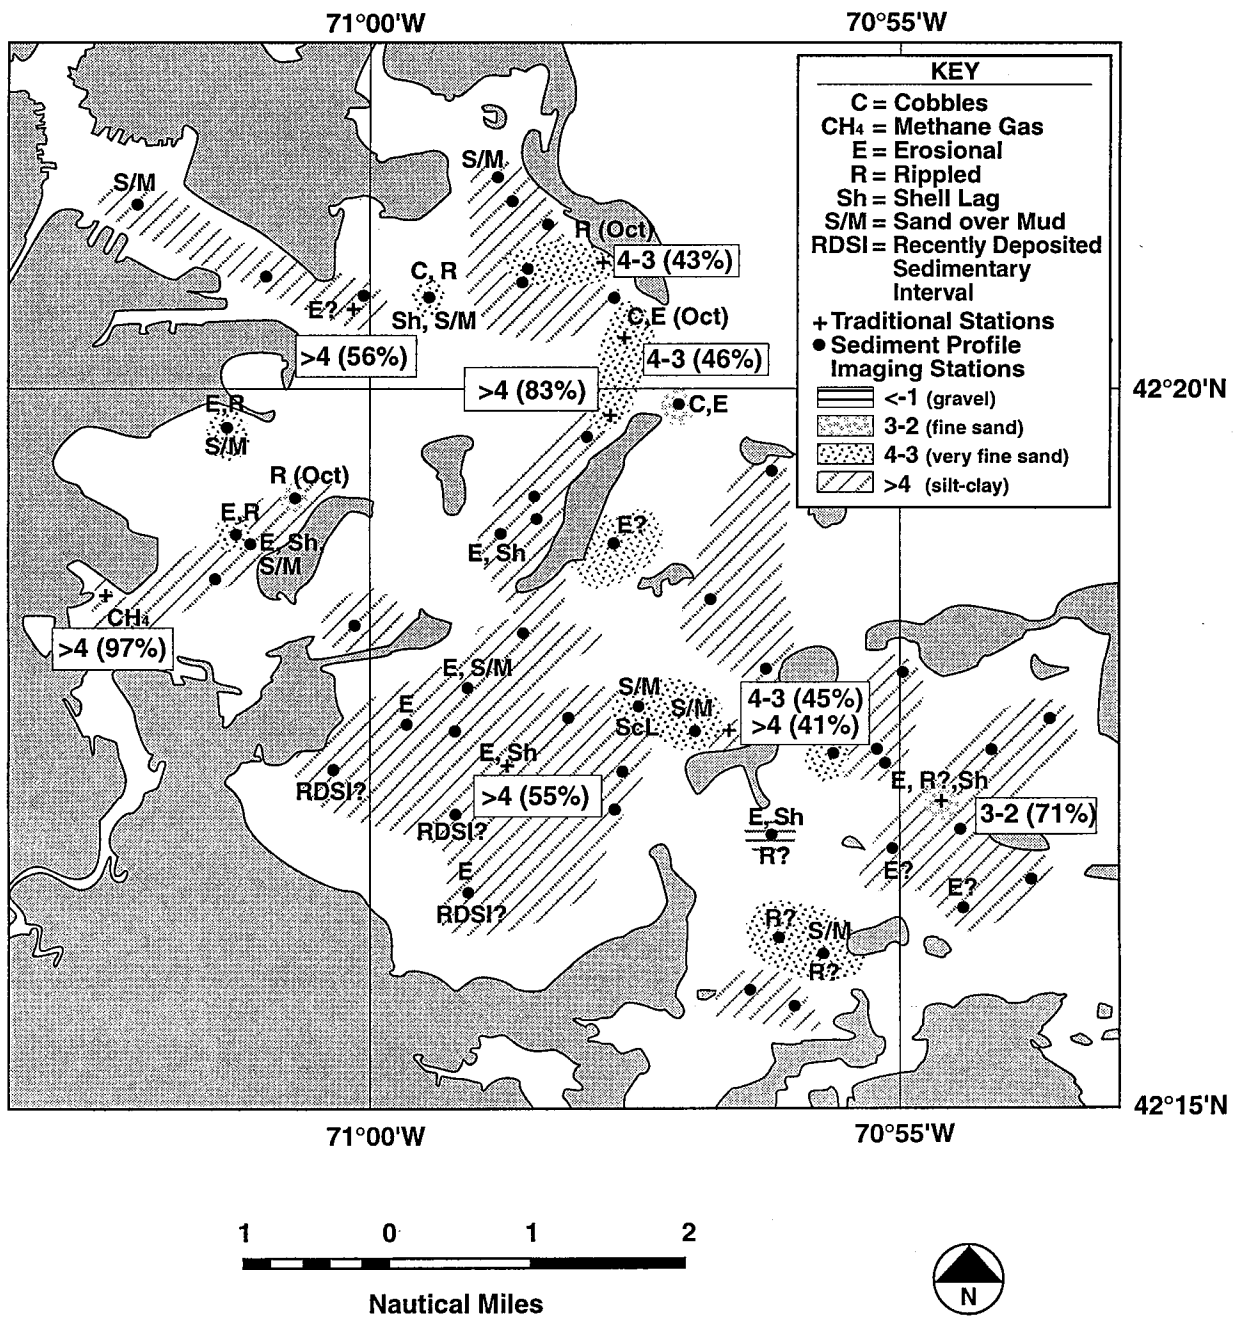 71°00'W 70°55'W
KEY
C = Cobbles
CH₄ = Methane Gas
E = Erosional
R = Rippled
Sh = Shell Lag
S/M = Sand over Mud
RDSI = Recently Deposited
Sedimentary
Interval
+ Traditional Stations
● Sediment Profile
Imaging Stations
<-1 (gravel)
3-2 (fine sand)
4-3 (very fine sand)
>4 (silt-clay)
S/M
S/M
R (Oct)
4-3 (43%)
C, R
Sh, S/M
E?
C,E (Oct)
>4 (56%)
4-3 (46%)
>4 (83%)
42°20'N
C,E
E,R
S/M
R (Oct)
E,R
E, Sh,
S/M
E, Sh
E?
CH₄
>4 (97%)
E, S/M
E
S/M
ScL
S/M
4-3 (45%)
>4 (41%)
E, Sh
>4 (55%)
RDSI?
RDSI?
E
RDSI?
E, R?, Sh
3-2 (71%)
E, Sh
R?
E?
E?
R?
S/M
R?
42°15'N
71°00'W 70°55'W
1 0 1 2
Nautical Miles
N